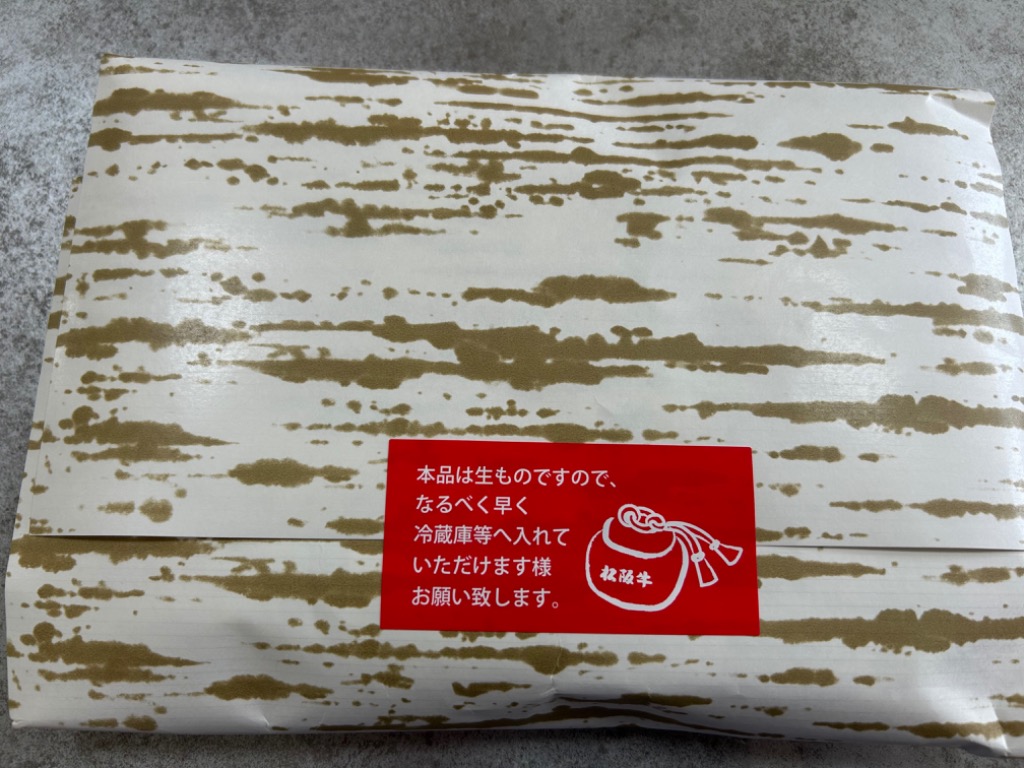 本品は生ものですので、
なるべく早く
冷蔵庫等へ入れて
いただけます様
お願い致します。
松阪牛